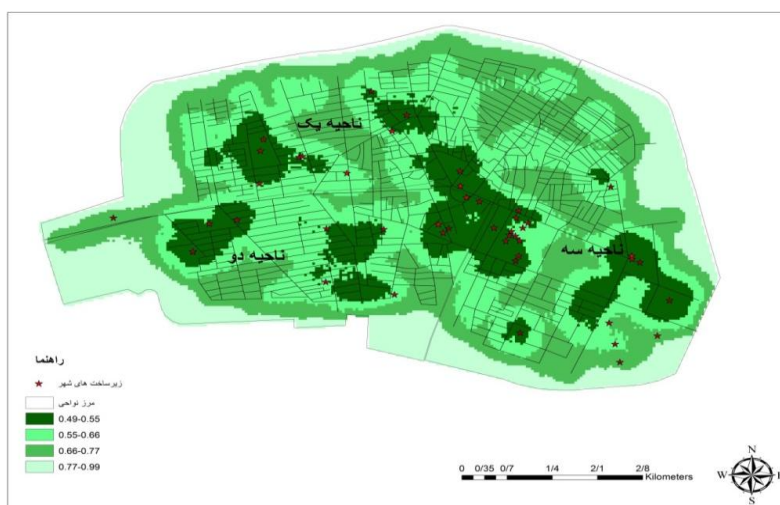 ناحیه یک
ناحیه سه
ناحیه دو
راهنما
زیرساخت های شهر
مرز نواحی
0.49-0.55
0.55-0.66
0.66-0.77
0.77-0.99
0 0/35 0/7 1/4 2/1 2/8
Kilometers
N
W E
S